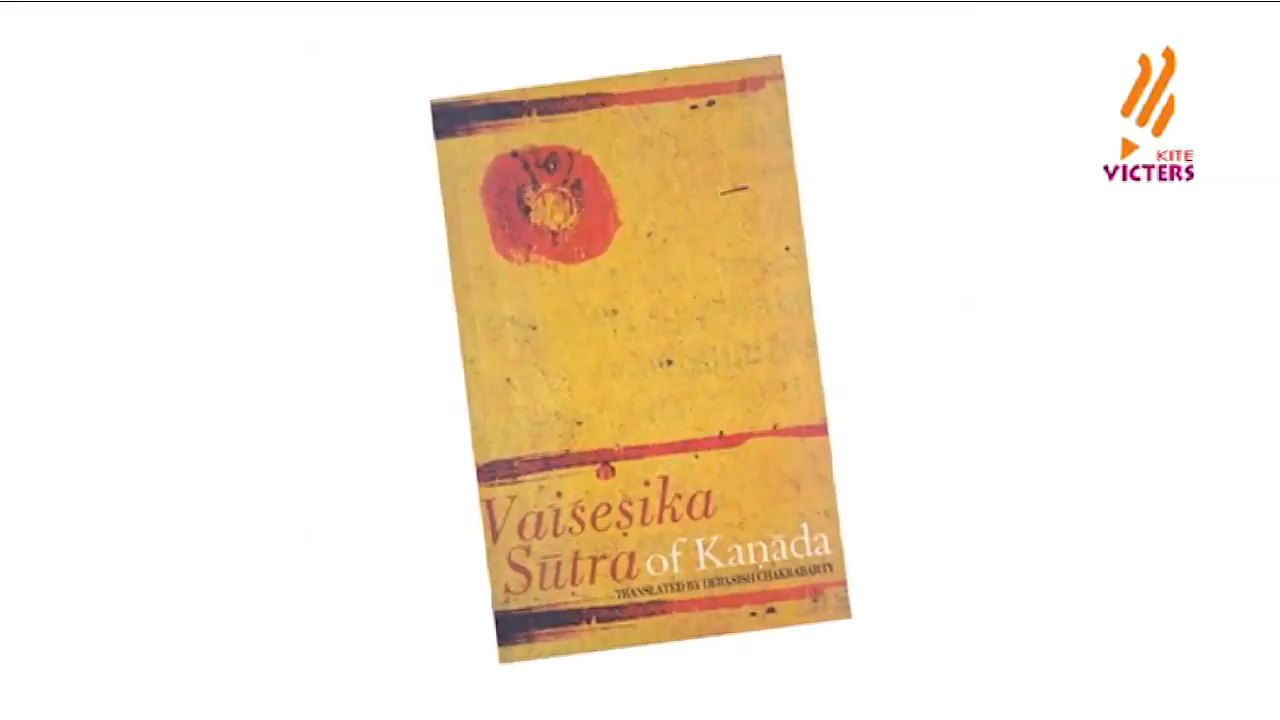 KITE
VICTERS
Vaiśeṣika
Sūtra of Kaṇāda
TRANSLATED BY DEBASISH CHAKRABARTY